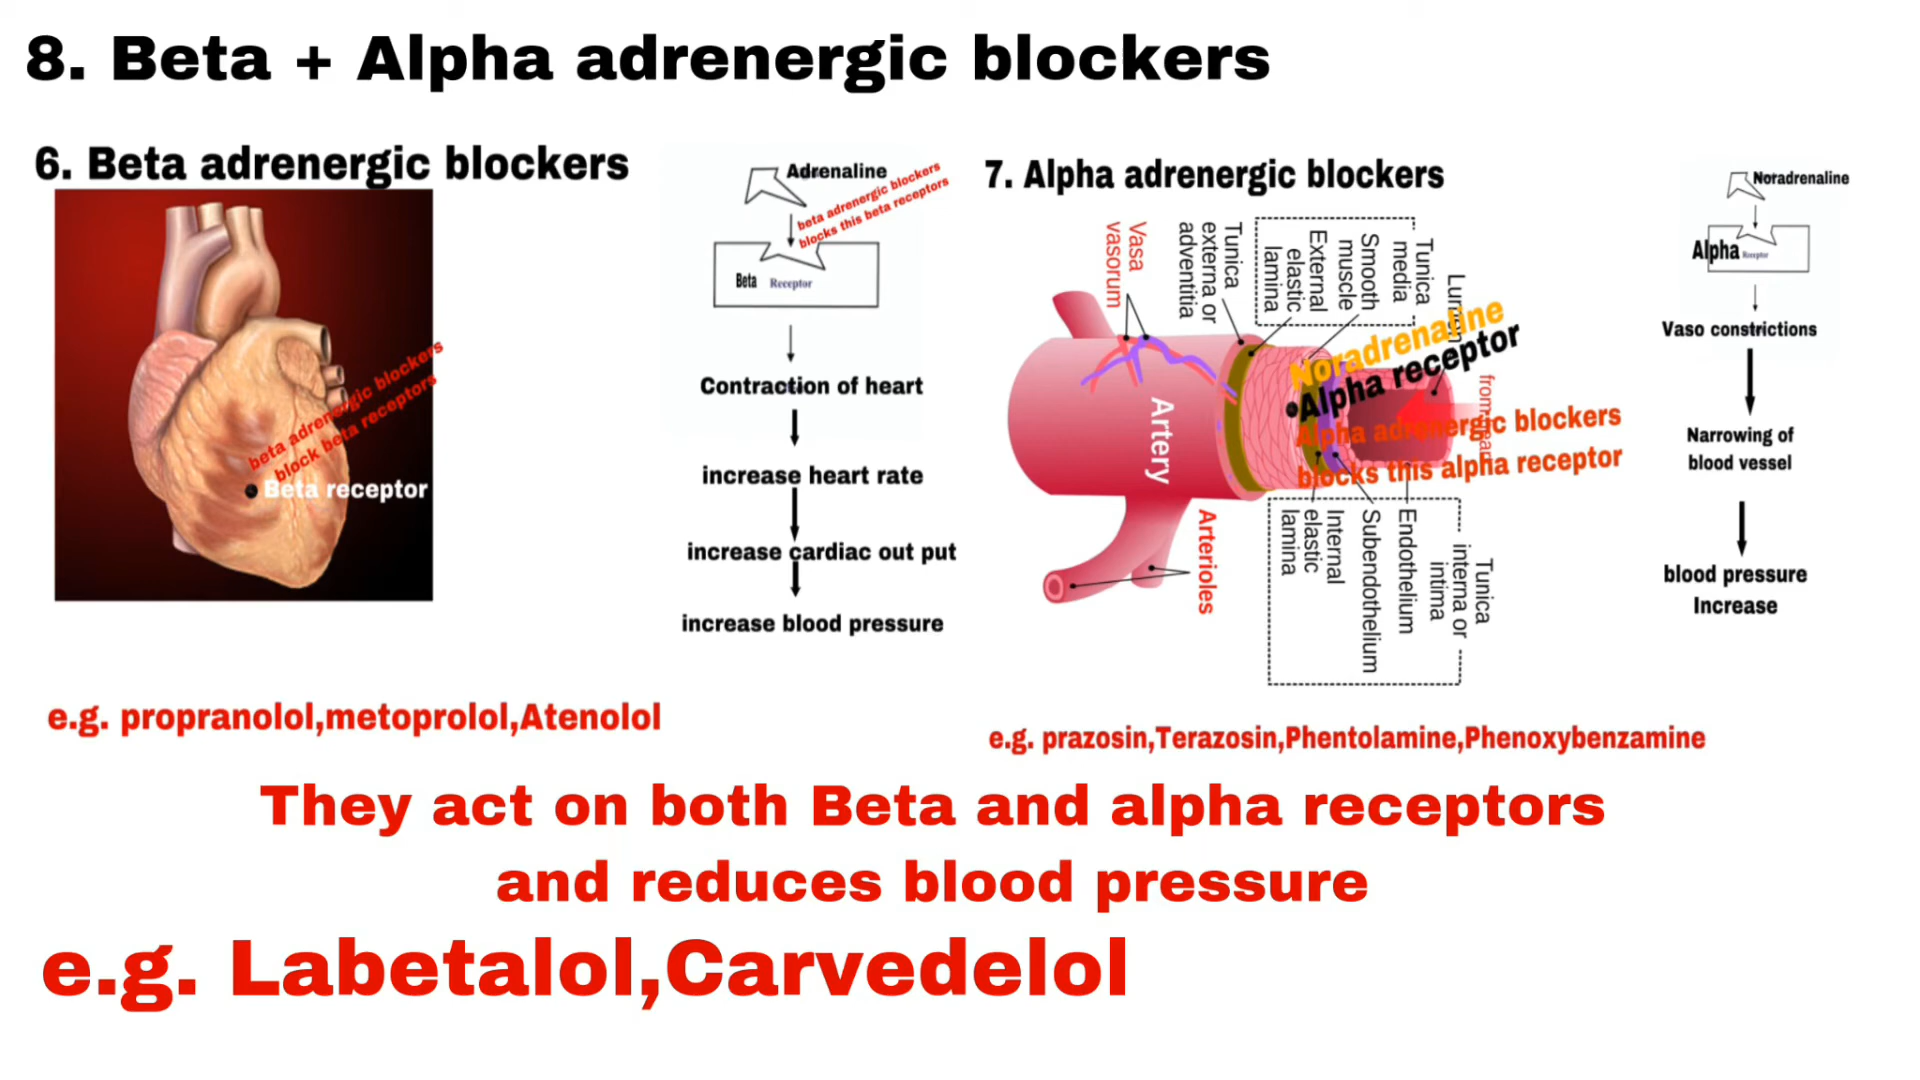 8. Beta + Alpha adrenergic blockers
6. Beta adrenergic blockers
beta adrenergic blockers
block beta receptors
Beta receptor
Adrenaline
beta adrenergic blockers
blocks this beta receptors
Beta Receptor
Contraction of heart
increase heart rate
increase cardiac out put
increase blood pressure
e.g. propranolol,metoprolol,Atenolol
7. Alpha adrenergic blockers
Vasa
vasorum
Tunica
externa or
adventitia
Tunica
media
Smooth
muscle
External
elastic
lamina
Lumen
Noradrenaline
Alpha receptor
Alpha adrenergic blockers
blocks this alpha receptor
Artery
Arterioles
Internal
elastic
lamina
Subendothelium
Endothelium
Tunica
interna or
intima
Noradrenaline
Alpha Receptor
Vaso constrictions
Narrowing of
blood vessel
blood pressure
Increase
e.g. prazosin,Terazosin,Phentolamine,Phenoxybenzamine
They act on both Beta and alpha receptors
and reduces blood pressure
e.g. Labetalol,Carvedelol